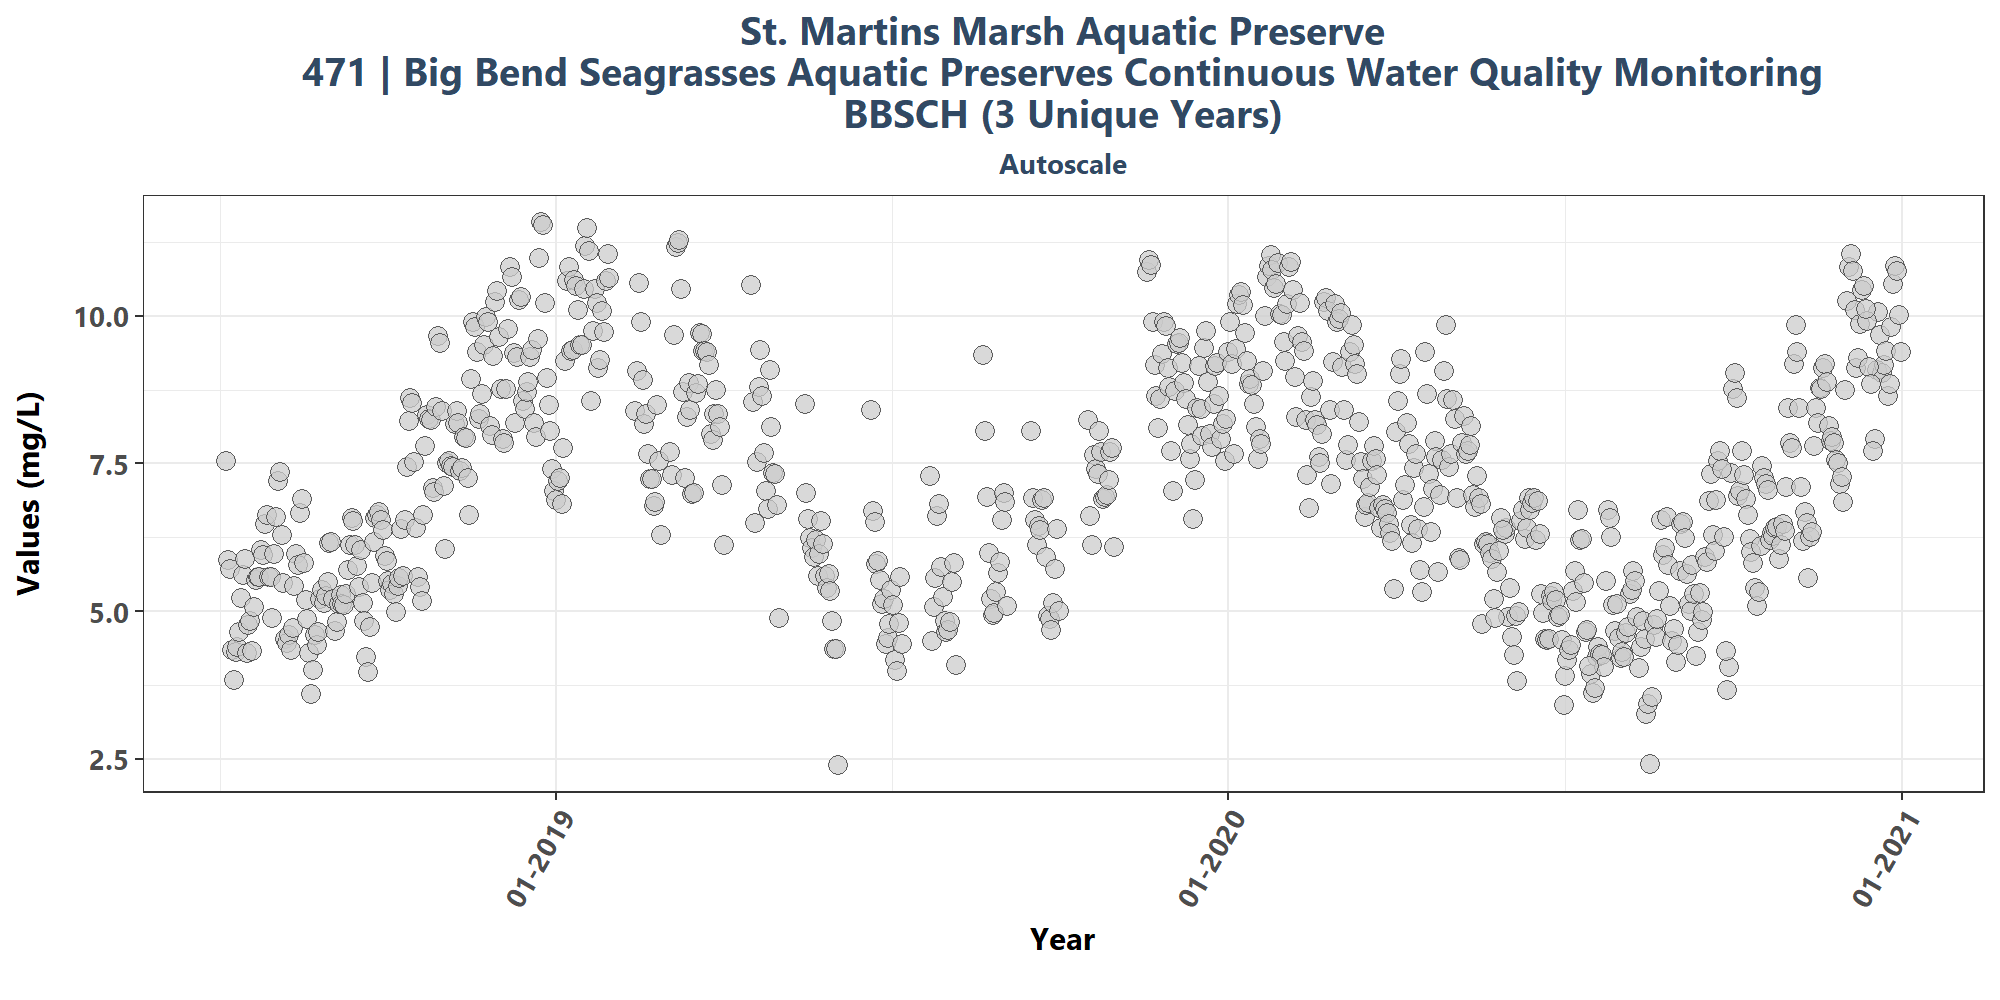 St. Martins Marsh Aquatic Preserve
471 | Big Bend Seagrasses Aquatic Preserves Continuous Water Quality Monitoring
BBSCH (3 Unique Years)
Autoscale
Values (mg/L)
10.0
7.5
5.0
2.5
01-2019
01-2020
01-2021
Year